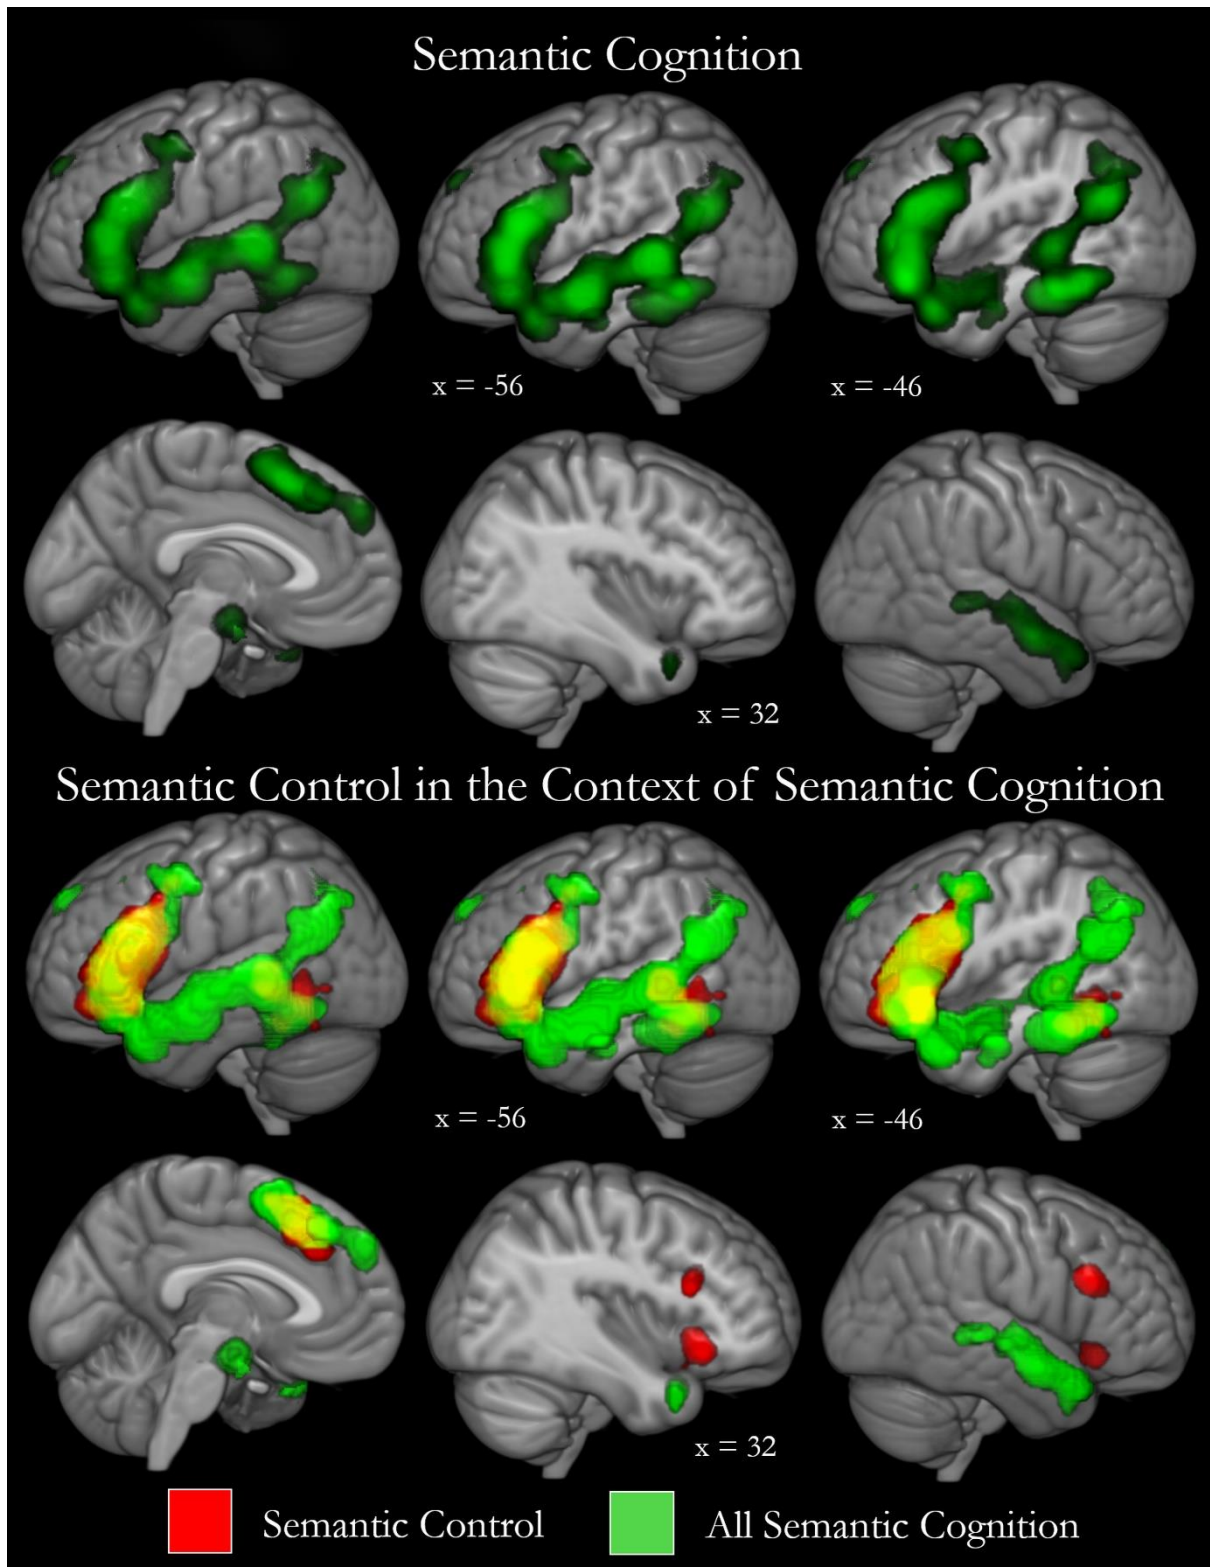 Semantic Cognition
x = -56
x = -46
x = 32
Semantic Control in the Context of Semantic Cognition
x = -56
x = -46
x = 32
Semantic Control
All Semantic Cognition